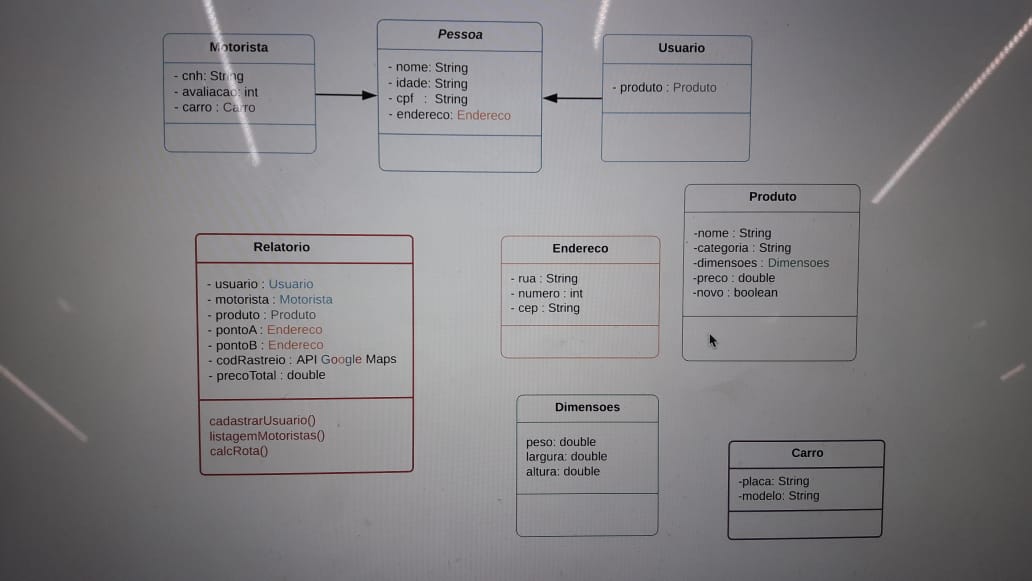 Motorista
- cnh: String
- avaliacao: int
- carro : Carro
Pessoa
- nome: String
- idade: String
- cpf : String
- endereco: Endereco
Usuario
- produto : Produto
Produto
-nome : String
-categoria : String
-dimensoes : Dimensoes
-preco : double
-novo : boolean
Relatorio
- usuario : Usuario
- motorista : Motorista
- produto : Produto
- pontoA : Endereco
- pontoB : Endereco
- codRastreio : API Google Maps
- precoTotal : double
cadastrarUsuario()
listagemMotoristas()
calcRota()
Endereco
- rua : String
- numero : int
- cep : String
Dimensoes
peso: double
largura: double
altura: double
Carro
-placa: String
-modelo: String